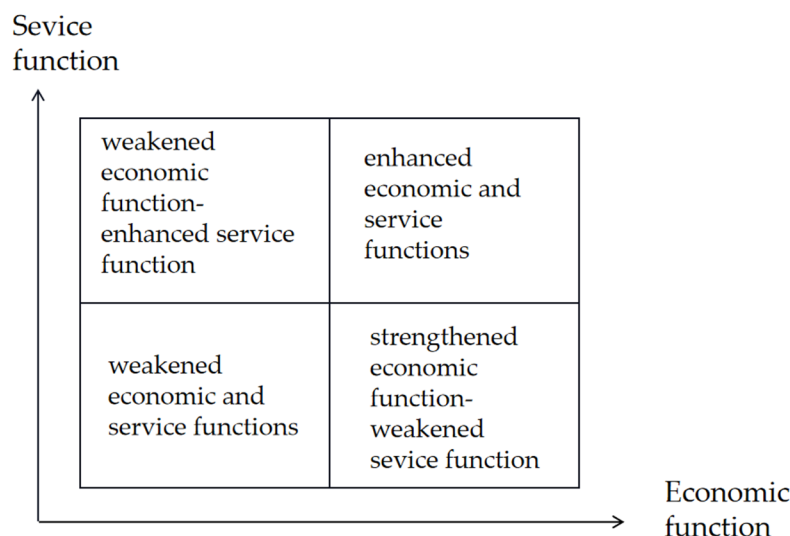 Sevice
function
weakened
economic
function-
enhanced service
function
enhanced
economic and
service
functions
weakened
economic and
service functions
strengthened
economic
function-
weakened
sevice function
Economic
function